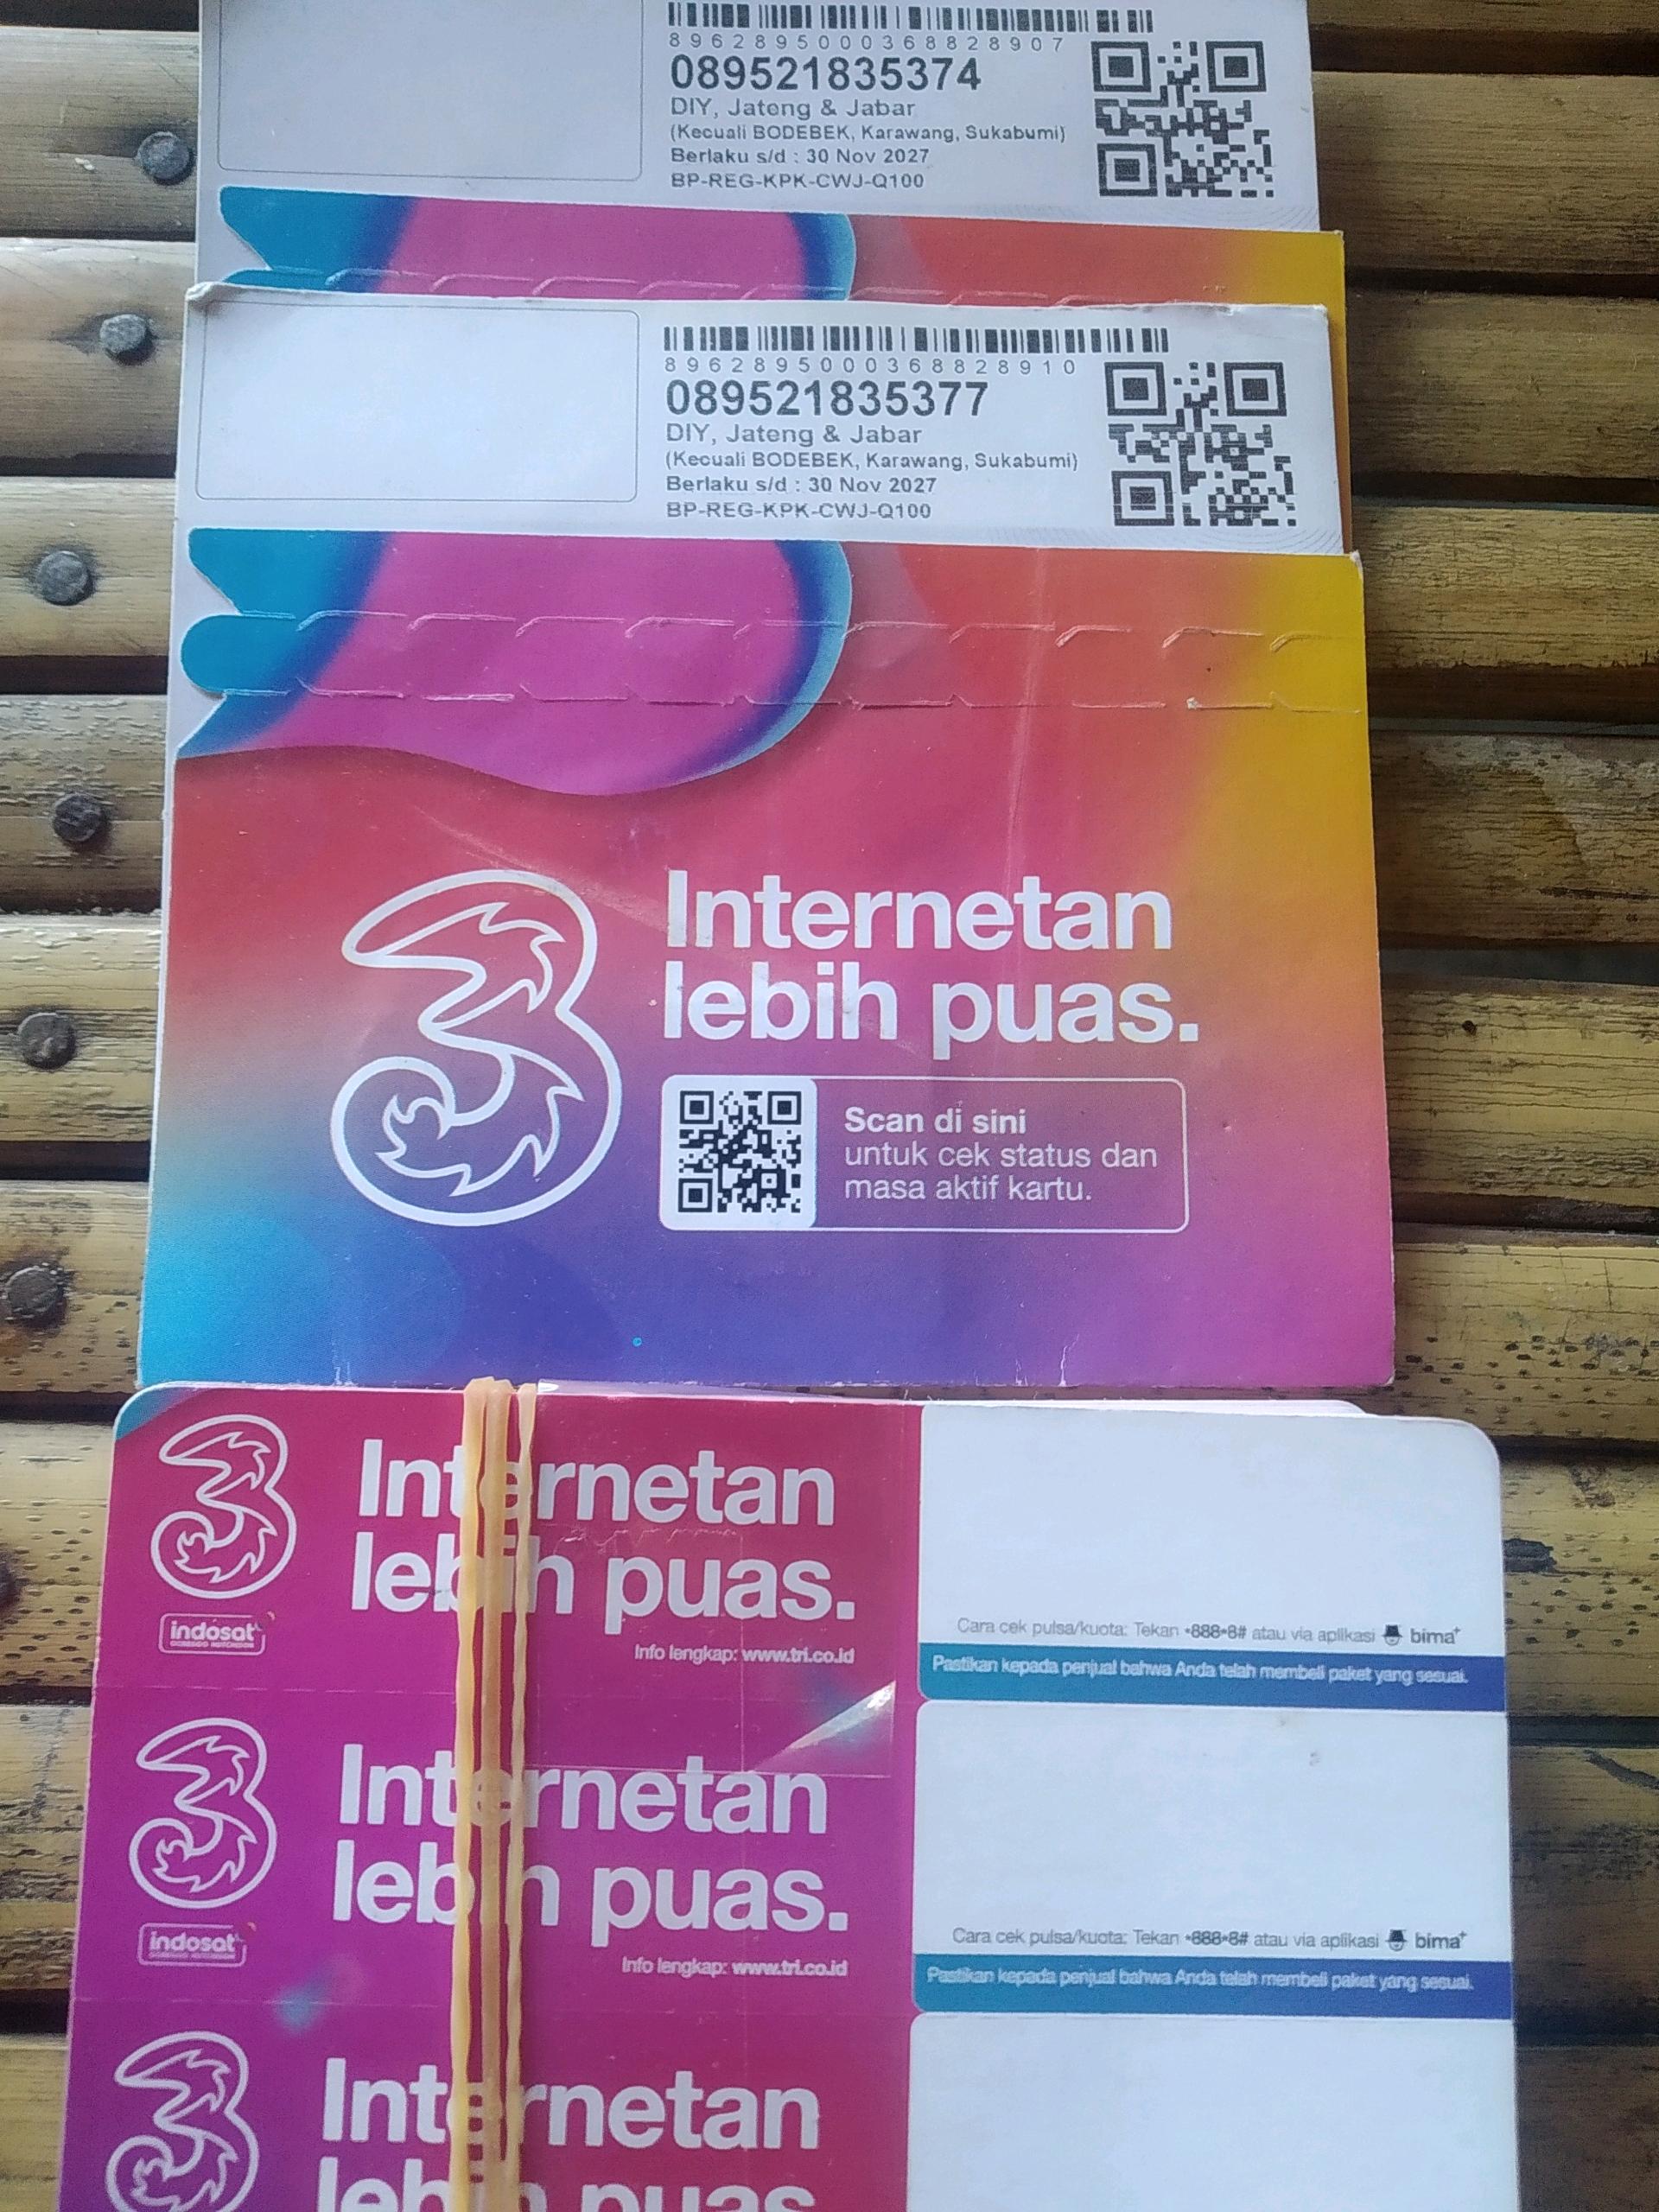 8962895000368828907
089521835374
DIY, Jateng & Jabar
(Kecuali BODEBEK, Karawang, Sukabumi)
Berlaku s/d : 30 Nov 2027
BP-REG-KPK-CWJ-Q100
8962895000368828910
089521835377
DIY, Jateng & Jabar
(Kecuali BODEBEK, Karawang, Sukabumi)
Berlaku s/d : 30 Nov 2027
BP-REG-KPK-CWJ-Q100
3
Internetan
lebih puas.
Scan di sini
untuk cek status dan
masa aktif kartu.
3
Internetan
lebih puas.
indosat
OOREDOO HUTCHISON
Info lengkap: www.tri.co.id
Cara cek pulsa/kuota: Tekan *888*8# atau via aplikasi bima+
Pastikan kepada penjual bahwa Anda telah membeli paket yang sesuai.
3
Internetan
lebih puas.
indosat
OOREDOO HUTCHISON
Info lengkap: www.tri.co.id
Cara cek pulsa/kuota: Tekan *888*8# atau via aplikasi bima+
Pastikan kepada penjual bahwa Anda telah membeli paket yang sesuai.
3
Internetan
lebih puas